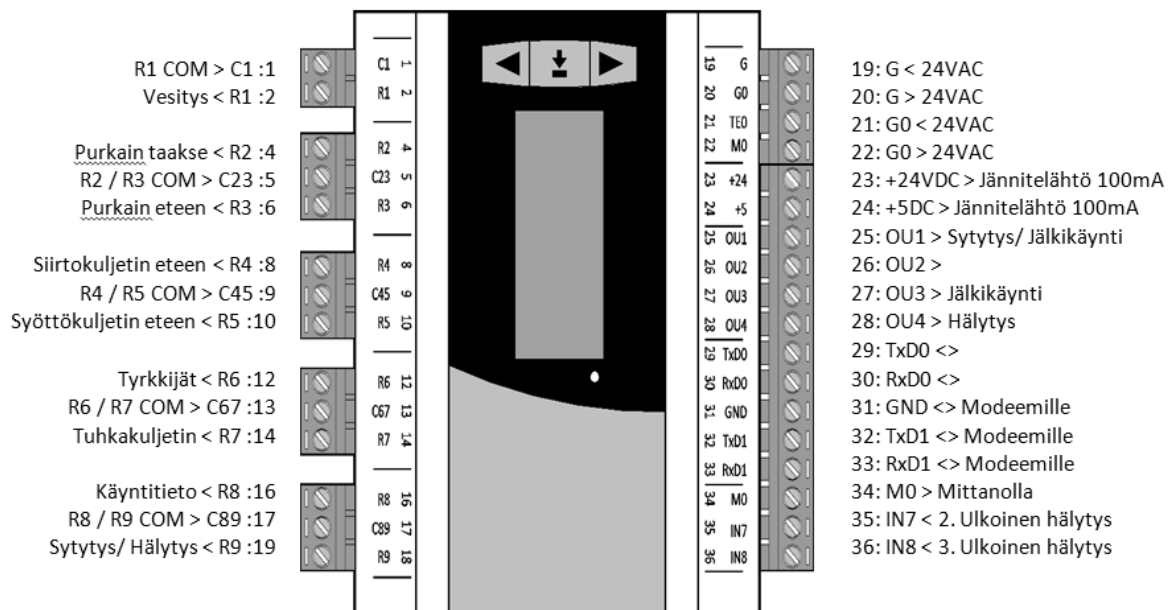 R1 COM > C1 :1
Vesitys < R1 :2
Purkain taakse < R2 :4
R2 / R3 COM > C23 :5
Purkain eteen < R3 :6
Siirtokuljetin eteen < R4 :8
R4 / R5 COM > C45 :9
Syöttökuljetin eteen < R5 :10
Tyrkkijät < R6 :12
R6 / R7 COM > C67 :13
Tuhkakuljetin < R7 :14
Käyntitieto < R8 :16
R8 / R9 COM > C89 :17
Sytytys/ Hälytys < R9 :19
C1 1
R1 2
R2 4
C23 5
R3 6
R4 8
C45 9
R5 10
R6 12
C67 13
R7 14
R8 16
C89 17
R9 18
19 G
20 G0
21 TE0
22 M0
23 +24
24 +5
25 OU1
26 OU2
27 OU3
28 OU4
29 TxD0
30 RxD0
31 GND
32 TxD1
33 RxD1
34 M0
35 IN7
36 IN8
19: G < 24VAC
20: G > 24VAC
21: G0 < 24VAC
22: G0 > 24VAC
23: +24VDC > Jännitelähtö 100mA
24: +5DC > Jännitelähtö 100mA
25: OU1 > Sytytys/ Jälkikäynti
26: OU2 >
27: OU3 > Jälkikäynti
28: OU4 > Hälytys
29: TxD0 <>
30: RxD0 <>
31: GND <> Modeemille
32: TxD1 <> Modeemille
33: RxD1 <> Modeemille
34: M0 > Mittanolla
35: IN7 < 2. Ulkoinen hälytys
36: IN8 < 3. Ulkoinen hälytys